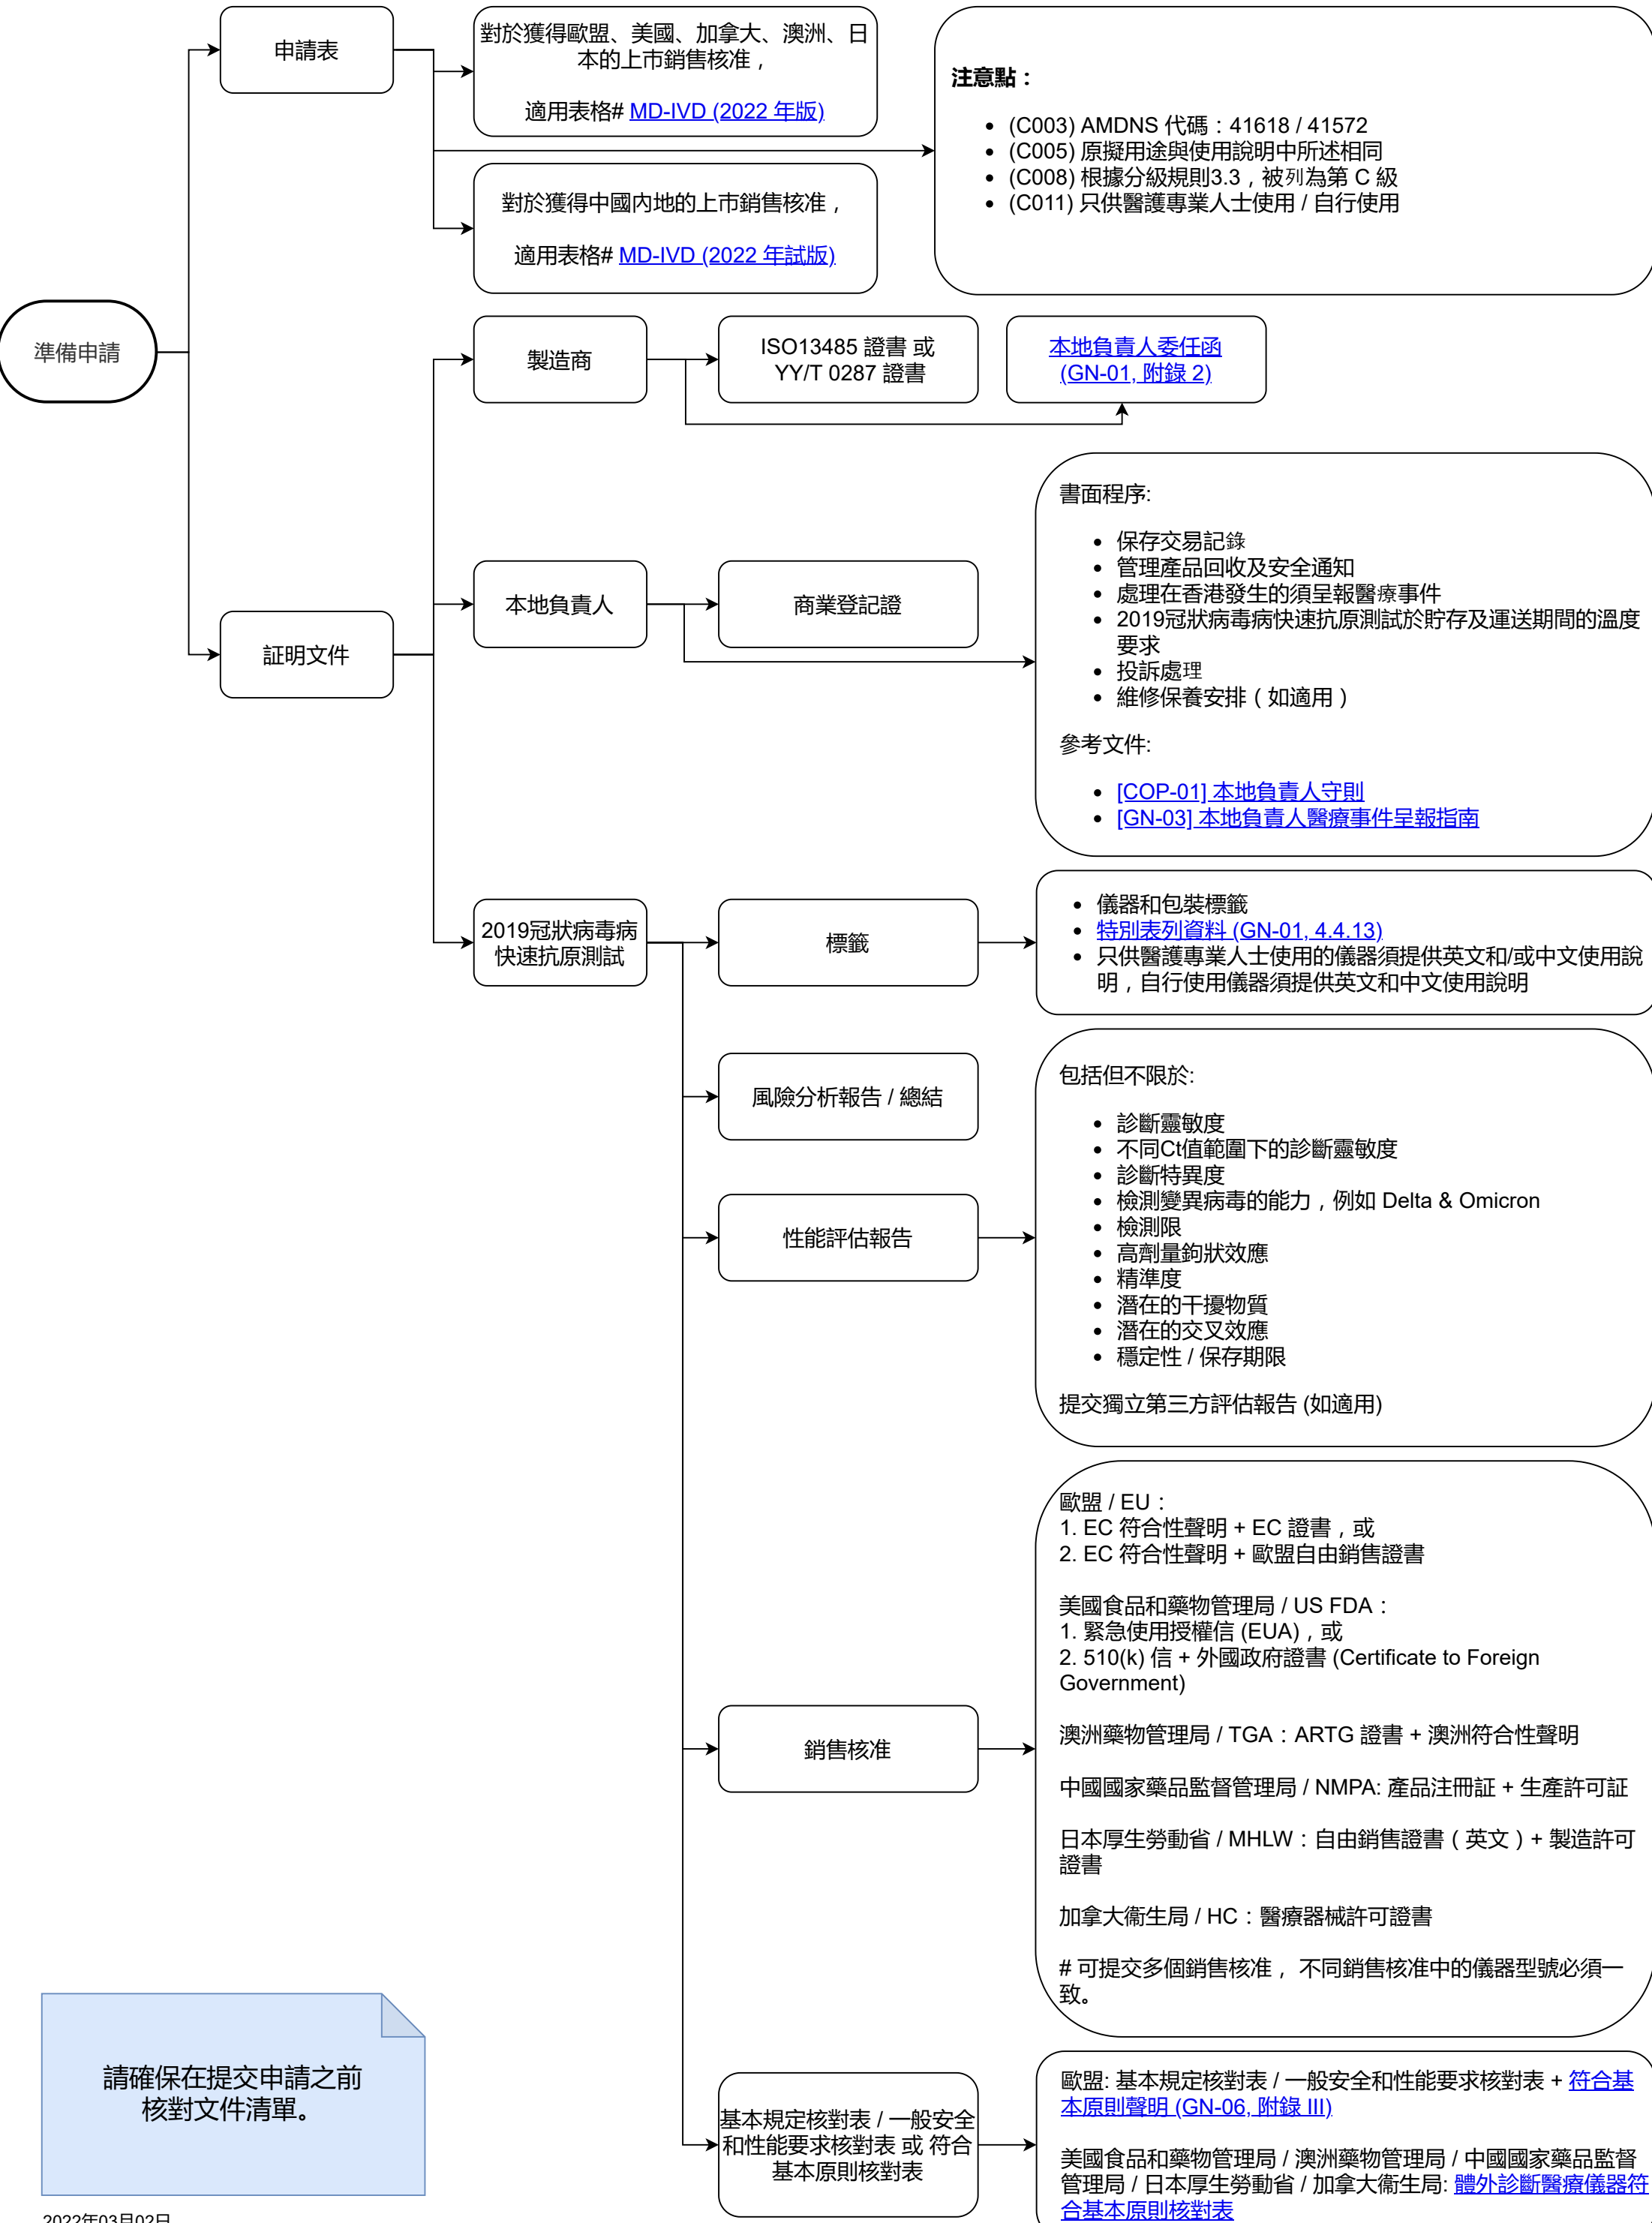 申請表
對於獲得歐盟、美國、加拿大、澳洲、日
本的上市銷售核准，
適用表格# MD-IVD (2022 年版)
對於獲得中國內地的上市銷售核准，
適用表格# MD-IVD (2022 年試版)
注意點：
• (C003) AMDNS 代碼：41618 / 41572
• (C005) 原擬用途與使用說明中所述相同
• (C008) 根據分級規則3.3，被列為第 C 級
• (C011) 只供醫護專業人士使用 / 自行使用
準備申請
製造商
ISO13485 證書 或
YY/T 0287 證書
本地負責人委任函
(GN-01, 附錄 2)
証明文件
本地負責人
商業登記證
書面程序:
• 保存交易記錄
• 管理產品回收及安全通知
• 處理在香港發生的須呈報醫療事件
• 2019冠狀病毒病快速抗原測試於貯存及運送期間的溫度
要求
• 投訴處理
• 維修保養安排（如適用）
參考文件:
• [COP-01] 本地負責人守則
• [GN-03] 本地負責人醫療事件呈報指南
2019冠狀病毒病
快速抗原測試
標籤
• 儀器和包裝標籤
• 特別表列資料 (GN-01, 4.4.13)
• 只供醫護專業人士使用的儀器須提供英文和/或中文使用說
明，自行使用儀器須提供英文和中文使用說明
風險分析報告 / 總結
性能評估報告
包括但不限於:
• 診斷靈敏度
• 不同Ct值範圍下的診斷靈敏度
• 診斷特異度
• 檢測變異病毒的能力，例如 Delta & Omicron
• 檢測限
• 高劑量鉤狀效應
• 精準度
• 潛在的干擾物質
• 潛在的交叉效應
• 穩定性 / 保存期限
提交獨立第三方評估報告 (如適用)
銷售核准
歐盟 / EU：
1. EC 符合性聲明 + EC 證書，或
2. EC 符合性聲明 + 歐盟自由銷售證書
美國食品和藥物管理局 / US FDA：
1. 緊急使用授權信 (EUA)，或
2. 510(k) 信 + 外國政府證書 (Certificate to Foreign
Government)
澳洲藥物管理局 / TGA：ARTG 證書 + 澳洲符合性聲明
中國國家藥品監督管理局 / NMPA: 產品注冊証 + 生產許可証
日本厚生勞動省 / MHLW：自由銷售證書（英文）+ 製造許可
證書
加拿大衞生局 / HC：醫療器械許可證書
# 可提交多個銷售核准， 不同銷售核准中的儀器型號必須一
致。
基本規定核對表 / 一般安全
和性能要求核對表 或 符合
基本原則核對表
歐盟: 基本規定核對表 / 一般安全和性能要求核對表 + 符合基
本原則聲明 (GN-06, 附錄 III)
美國食品和藥物管理局 / 澳洲藥物管理局 / 中國國家藥品監督
管理局 / 日本厚生勞動省 / 加拿大衞生局: 體外診斷醫療儀器符
合基本原則核對表
請確保在提交申請之前
核對文件清單。
2022年03月02日